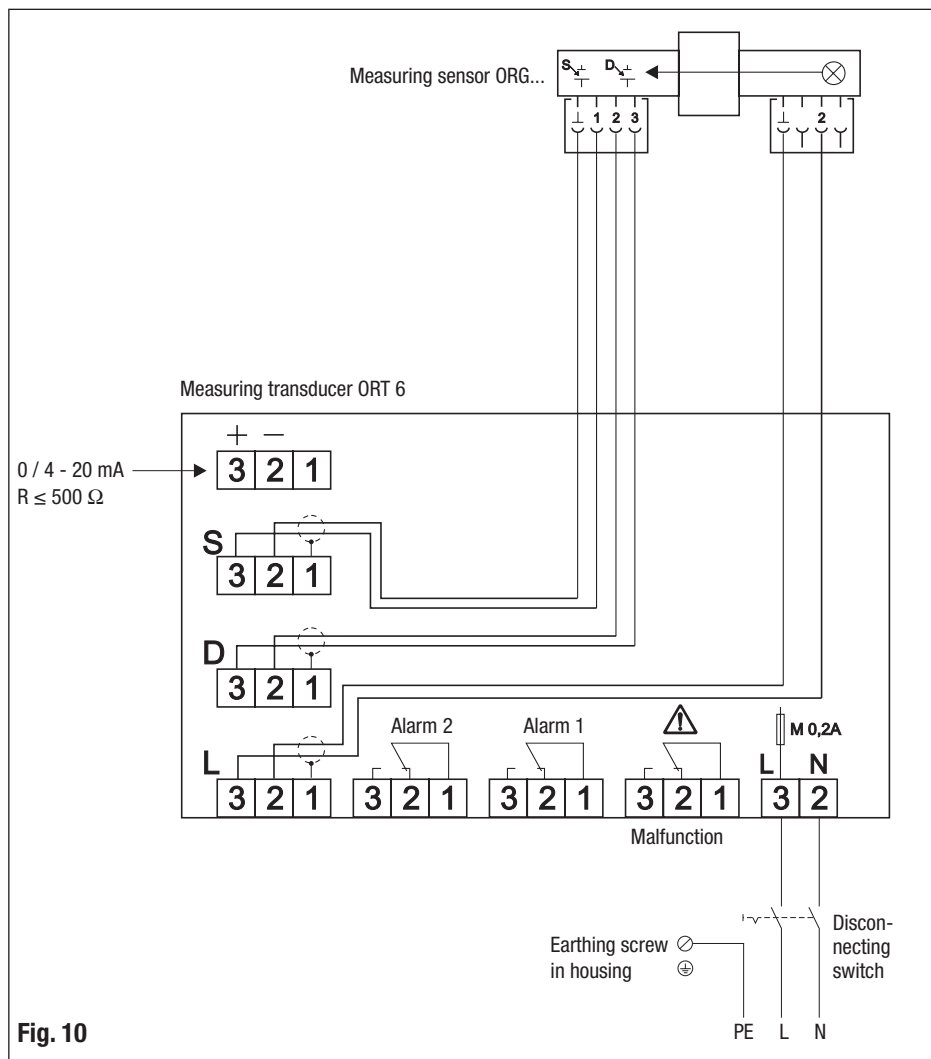 Measuring sensor ORG...
S D
⊥ 1 2 3
⊥ 2
Measuring transducer ORT 6
+ −
0 / 4 - 20 mA
R ≤ 500 Ω
3 2 1
S
3 2 1
D
3 2 1
L
3 2 1
Alarm 2
3 2 1
Alarm 1
3 2 1
3 2 1
Malfunction
M 0,2A
L N
3 2
Discon-
necting
switch
Earthing screw
in housing
PE L N
Fig. 10